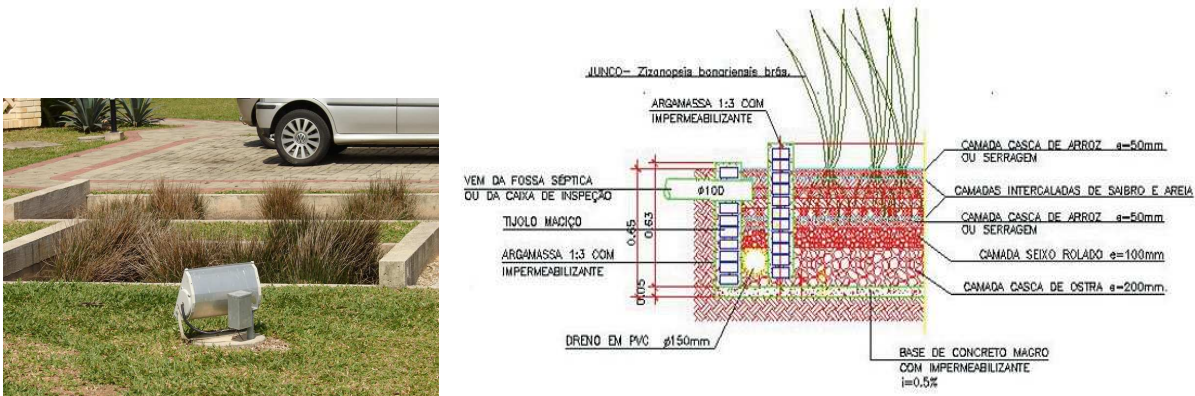 JUNCO- Zizanopsis bonariensis brás.
ARGAMASSA 1:3 COM
IMPERMEABILIZANTE
VEM DA FOSSA SÉPTICA
OU DA CAIXA DE INSPEÇÃO
ø100
TIJOLO MACIÇO
ARGAMASSA 1:3 COM
IMPERMEABILIZANTE
0.65
0.63
0.05
DRENO EM PVC ø150mm
CAMADA CASCA DE ARROZ e=50mm
OU SERRAGEM
CAMADAS INTERCALADAS DE SAIBRO E AREIA
CAMADA CASCA DE ARROZ e=50mm
OU SERRAGEM
CAMADA SEIXO ROLADO e=100mm
CAMADA CASCA DE OSTRA e=200mm.
BASE DE CONCRETO MAGRO
COM IMPERMEABILIZANTE
i=0.5%